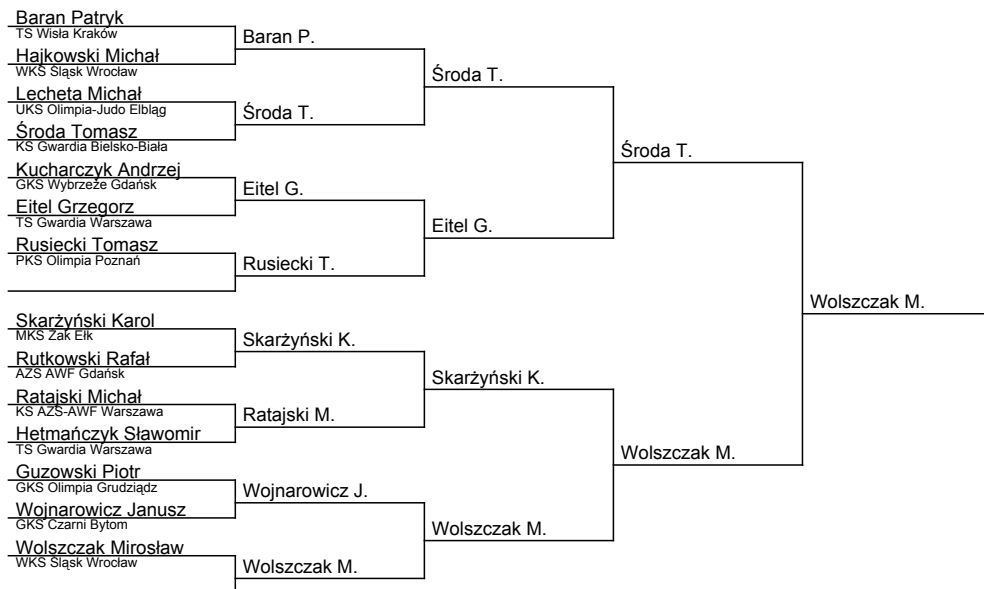 Baran Patryk
TS Wisła Kraków
Hajkowski Michał
WKS Śląsk Wrocław
Lecheta Michał
UKS Olimpia-Judo Elbląg
Środa Tomasz
KS Gwardia Bielsko-Biała
Kucharczyk Andrzej
GKS Wybrzeże Gdańsk
Eitel Grzegorz
TS Gwardia Warszawa
Rusiecki Tomasz
PKS Olimpia Poznań
Skarżyński Karol
MKS Żak Ełk
Rutkowski Rafał
AZS AWF Gdańsk
Ratajski Michał
KS AZS-AWF Warszawa
Hetmańczyk Sławomir
TS Gwardia Warszawa
Guzowski Piotr
GKS Olimpia Grudziądz
Wojnarowicz Janusz
GKS Czarni Bytom
Wolszczak Mirosław
WKS Śląsk Wrocław
Baran P.
Środa T.
Eitel G.
Rusiecki T.
Skarżyński K.
Ratajski M.
Wojnarowicz J.
Wolszczak M.
Środa T.
Eitel G.
Skarżyński K.
Wolszczak M.
Środa T.
Wolszczak M.
Wolszczak M.